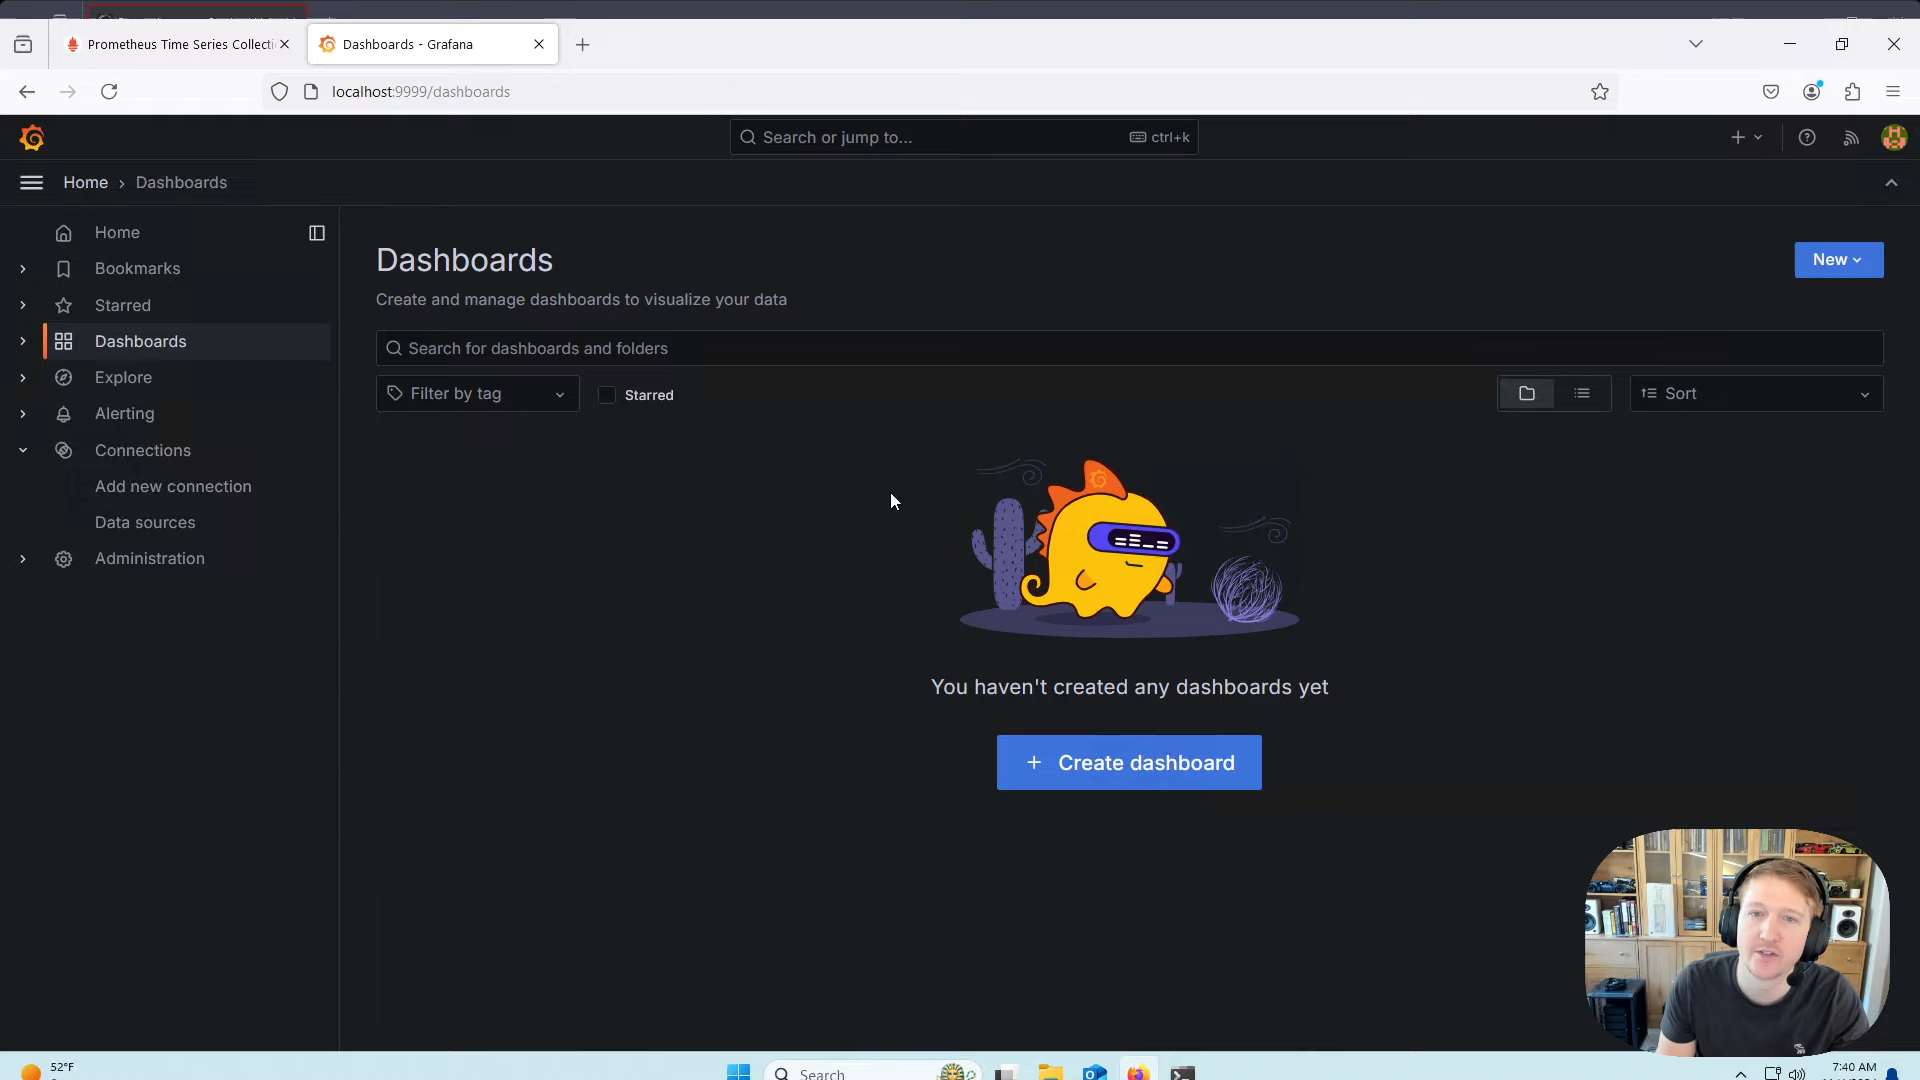 Prometheus Time Series Collecti
Dashboards - Grafana
localhost:9999/dashboards
Search or jump to...
ctrl+k
Home › Dashboards
Home
Bookmarks
Starred
Dashboards
Explore
Alerting
Connections
Add new connection
Data sources
Administration
Dashboards
New
Create and manage dashboards to visualize your data
Search for dashboards and folders
Filter by tag
Starred
Sort
You haven't created any dashboards yet
+ Create dashboard
52°F
Search
7:40 AM